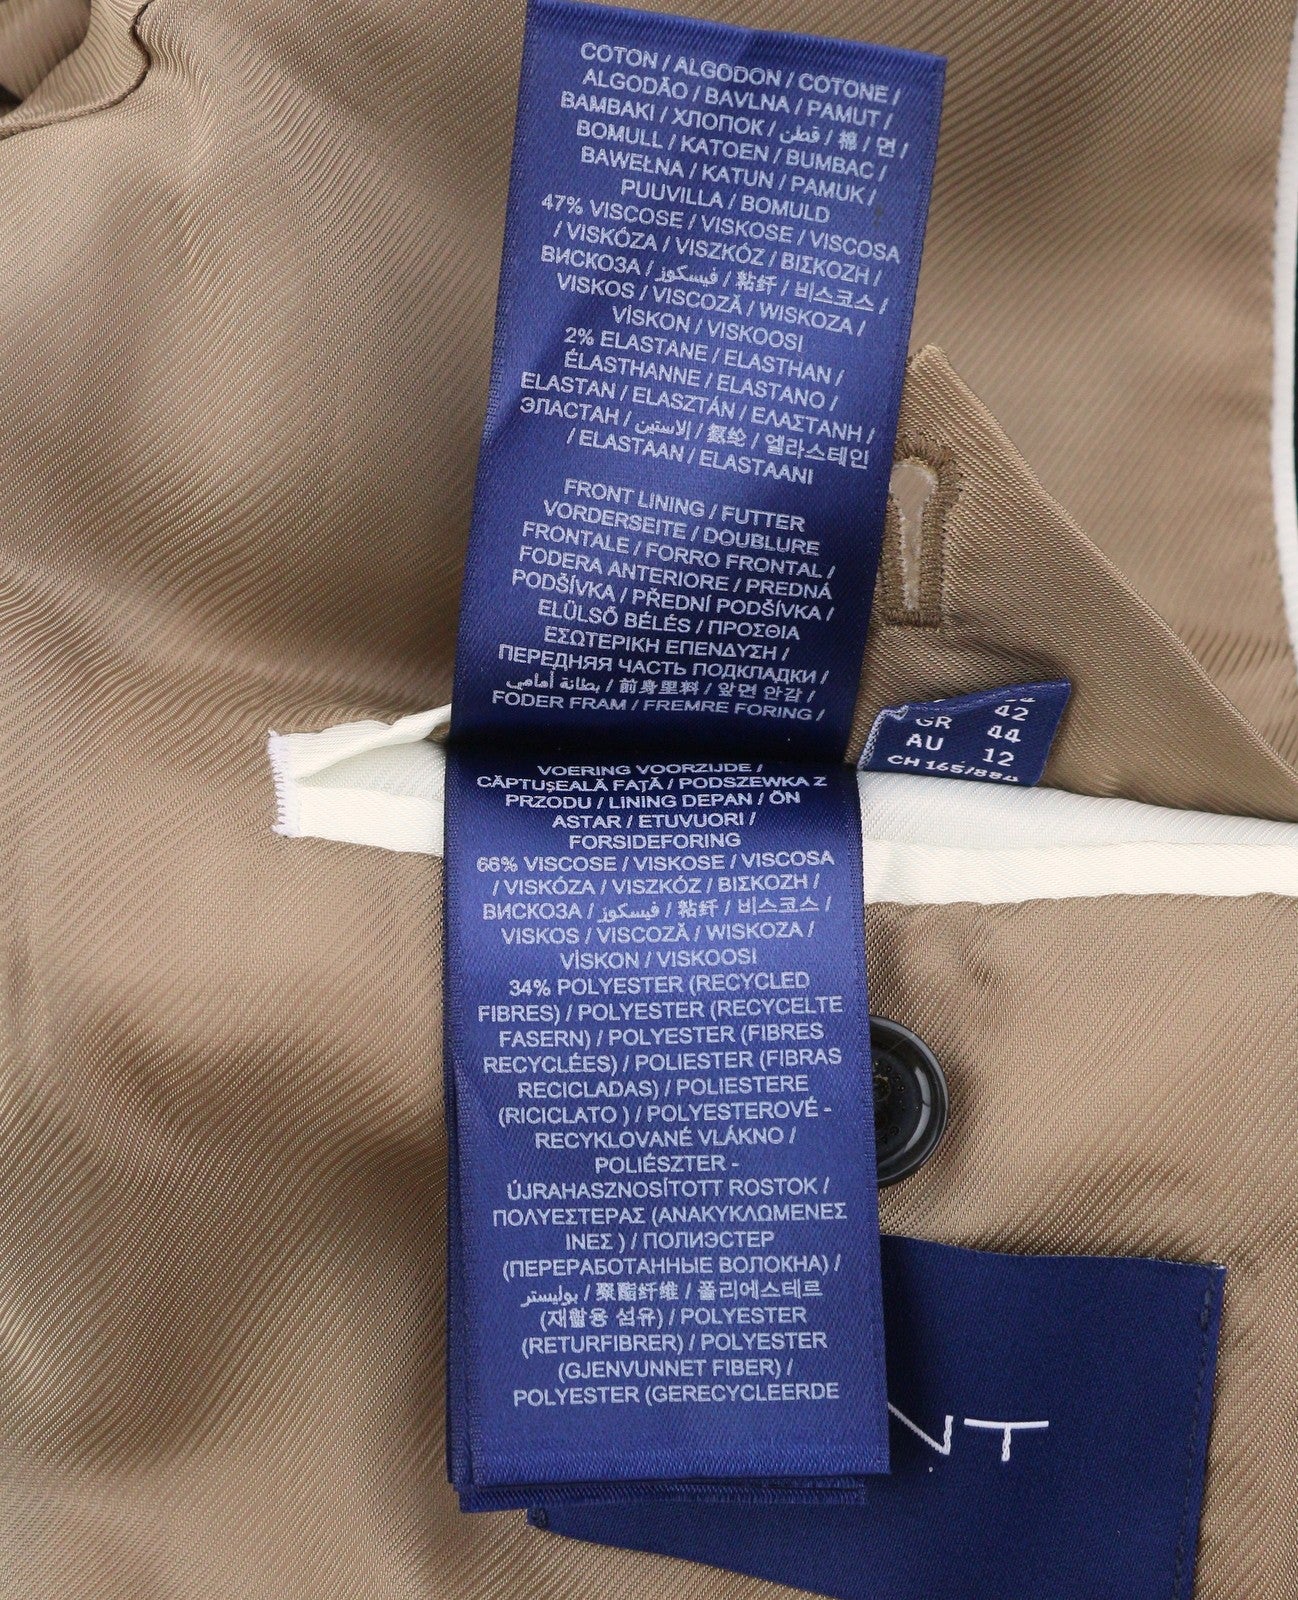 COTON / ALGODON / COTONE /
ALGODÃO / BAVLNA / PAMUT /
BAMBAKI / ХЛОПОК / قطن / 棉 / 면 /
BOMULL / KATOEN / BUMBAC /
BAWEŁNA / KATUN / PAMUK /
PUUVILLA / BOMULD
47% VISCOSE / VISKOSE / VISCOSA
/ VISKÓZA / VISZKÓZ / ΒΙΣΚΟΖΗ /
ВИСКОЗА / فيسكوز / 粘纤 / 비스코스 /
VISKOS / VISCOZĂ / WISKOZA /
VİSKON / VISKOOSI
2% ELASTANE / ELASTHAN /
ÉLASTHANNE / ELASTANO /
ELASTAN / ELASZTÁN / ΕΛΑΣΤΑΝΗ /
ЭЛАСТАН / إلاستين / 氨纶 / 엘라스테인
/ ELASTAAN / ELASTAANI
FRONT LINING / FUTTER
VORDERSEITE / DOUBLURE
FRONTALE / FORRO FRONTAL /
FODERA ANTERIORE / PREDNÁ
PODŠÍVKA / PŘEDNÍ PODŠÍVKA /
ELÜLSŐ BÉLÉS / ΠΡΟΣΘΙΑ
ΕΣΩΤΕΡΙΚΗ ΕΠΕΝΔΥΣΗ /
ПЕРЕДНЯЯ ЧАСТЬ ПОДКЛАДКИ /
بطانة أمامي / 前身里料 / 앞면 안감 /
FODER FRAM / FREMRE FORING /
VOERING VOORZIJDE /
CĂPTUȘEALĂ FAȚĂ / PODSZEWKA Z
PRZODU / LINING DEPAN / ÖN
ASTAR / ETUVUORI /
FORSIDEFORING
66% VISCOSE / VISKOSE / VISCOSA
/ VISKÓZA / VISZKÓZ / ΒΙΣΚΟΖΗ /
ВИСКОЗА / فيسكوز / 粘纤 / 비스코스 /
VISKOS / VISCOZĂ / WISKOZA /
VİSKON / VISKOOSI
34% POLYESTER (RECYCLED
FIBRES) / POLYESTER (RECYCELTE
FASERN) / POLYESTER (FIBRES
RECYCLÉES) / POLIESTER (FIBRAS
RECICLADAS) / POLIESTERE
(RICICLATO ) / POLYESTEROVÉ -
RECYKLOVANÉ VLÁKNO /
POLIÉSZTER -
ÚJRAHASZNOSÍTOTT ROSTOK /
ΠΟΛΥΕΣΤΕΡΑΣ (ΑΝΑΚΥΚΛΩΜΕΝΕΣ
ΙΝΕΣ ) / ПОЛИЭСТЕР
(ПЕРЕРАБОТАННЫЕ ВОЛОКНА) /
بوليستر / 聚酯纤维 / 폴리에스테르
(재활용 섬유) / POLYESTER
(RETURFIBRER) / POLYESTER
(GJENVUNNET FIBER) /
POLYESTER (GERECYCLEERDE
42
GR 44
AU 12
CH 165/88A
NT